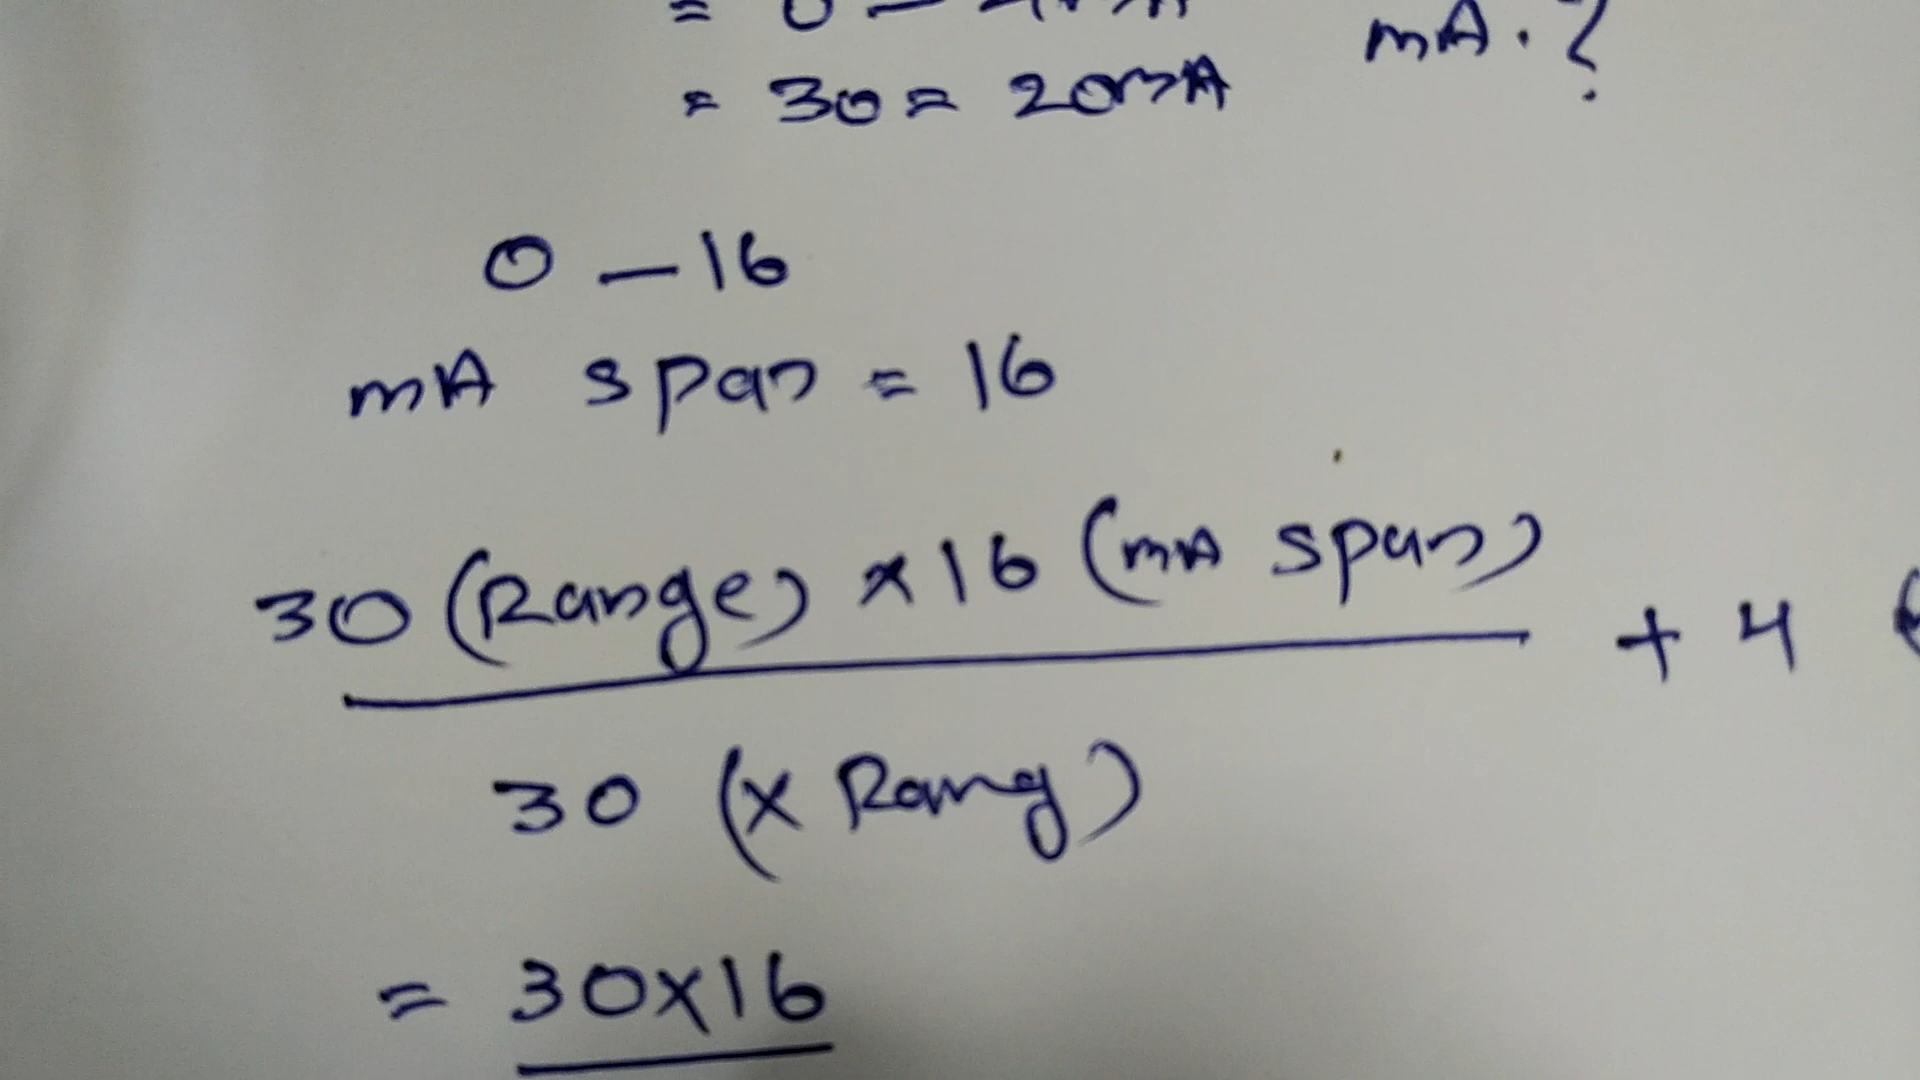 mA.?
= 30 = 20mA
0 - 16
mA span = 16
30 (Range) x 16 (mA span) + 4
30 (x Rang)
= 30x16